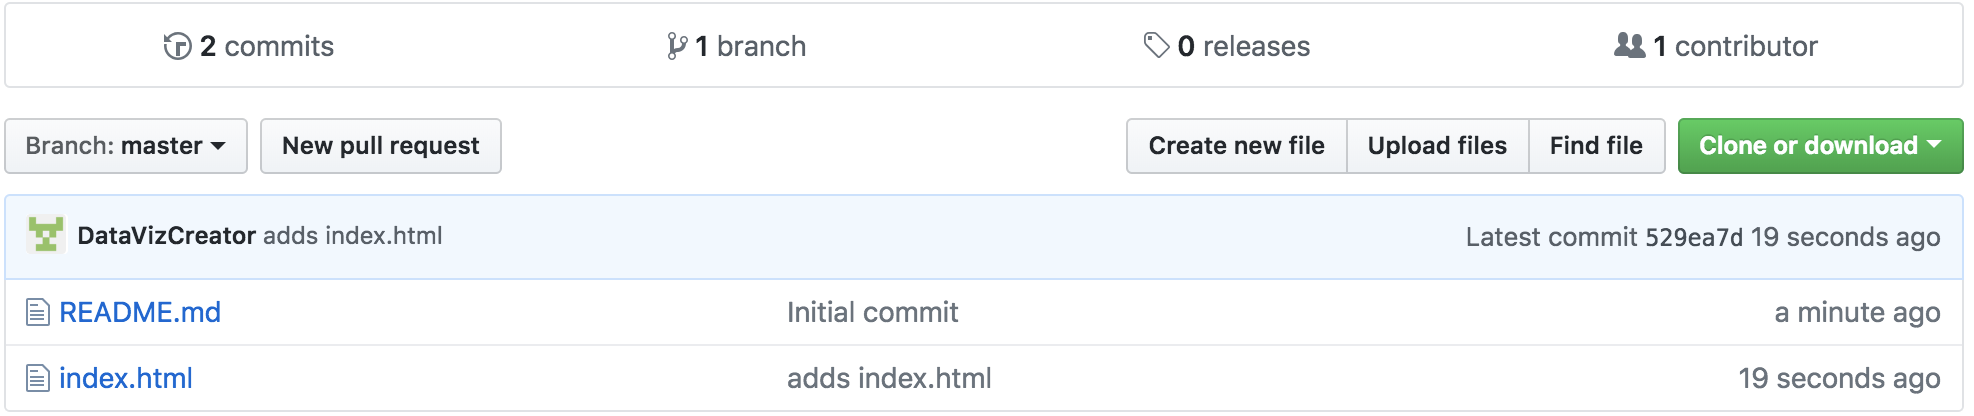 2 commits 1 branch 0 releases 1 contributor
Branch: master New pull request Create new file Upload files Find file Clone or download
DataVizCreator adds index.html Latest commit 529ea7d 19 seconds ago
README.md Initial commit a minute ago
index.html adds index.html 19 seconds ago